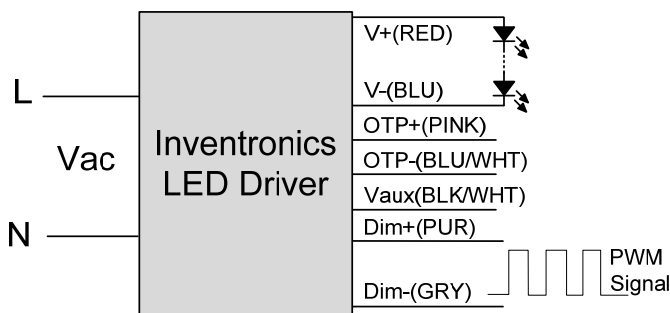 V+(RED)
L
V-(BLU)
Inventronics
LED Driver
OTP+(PINK)
Vac
OTP-(BLU/WHT)
Vaux(BLK/WHT)
N
Dim+(PUR)
PWM
Signal
Dim-(GRY)